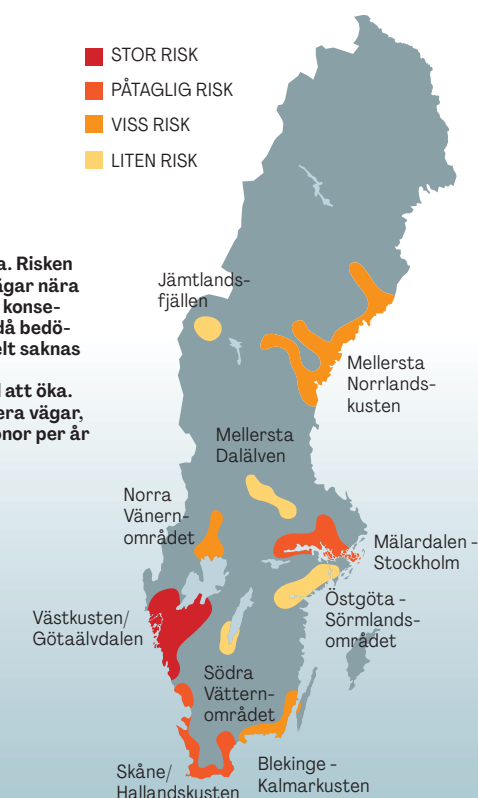 STOR RISK
PÅTAGLIG RISK
VISS RISK
LITEN RISK
a. Risken
ägar nära
konse-
då bedö-
elt saknas
att öka.
era vägar,
onor per år
Jämtlands-
fjällen
Mellersta
Norrlands-
kusten
Mellersta
Dalälven
Norra
Vänern-
området
Mälardalen -
Stockholm
Västkusten/
Götaälvdalen
Östgöta -
Sörmlands-
området
Södra
Vättern-
området
Skåne/
Hallandskusten
Blekinge -
Kalmarkusten